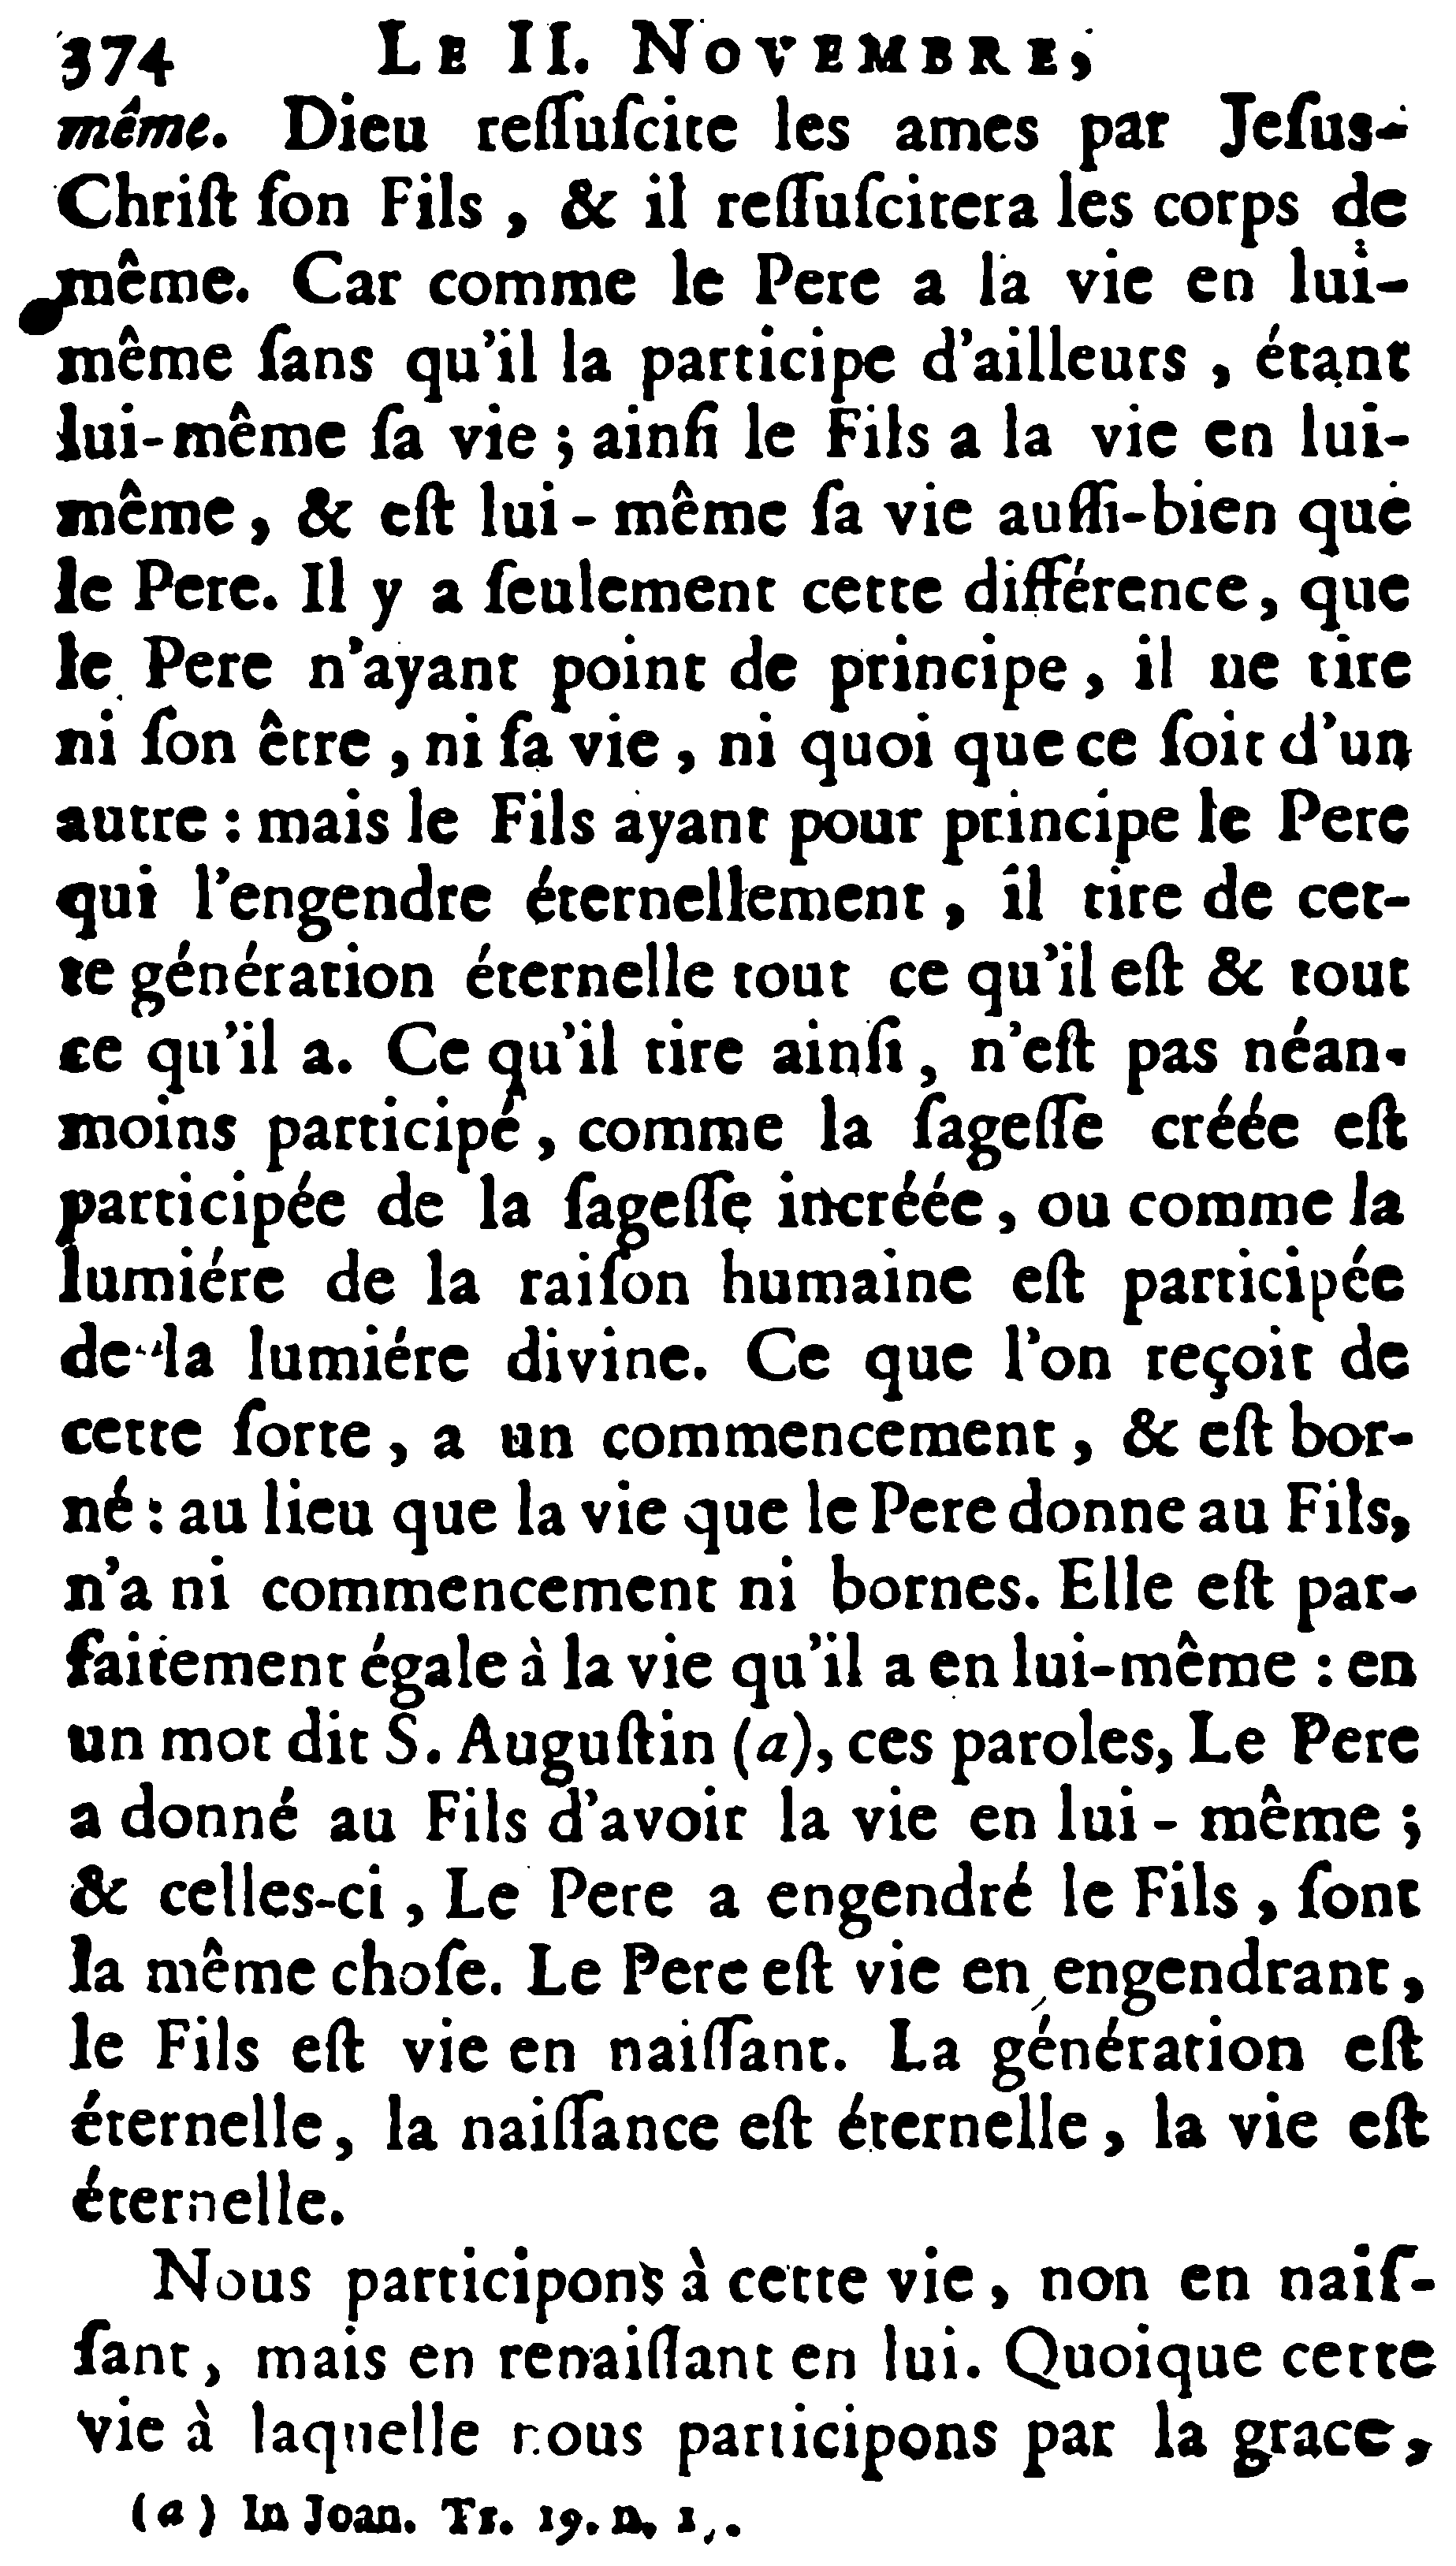 374 LE II. NOVEMBRE,
même. Dieu reſſuſcite les ames par Jeſus-
Chriſt ſon Fils, & il reſſuſcitera les corps de
même. Car comme le Pere a la vie en lui-
même ſans qu'il la participe d'ailleurs, étant
lui-même ſa vie ; ainſi le Fils a la vie en lui-
même, & eſt lui-même ſa vie auſſi-bien que
le Pere. Il y a ſeulement cette différence, que
le Pere n'ayant point de principe, il ne tire
ni ſon être, ni ſa vie, ni quoi que ce ſoit d'un
autre : mais le Fils ayant pour principe le Pere
qui l'engendre éternellement, il tire de cet-
te génération éternelle tout ce qu'il eſt & tout
ce qu'il a. Ce qu'il tire ainſi, n'eſt pas néan-
moins participé, comme la ſageſſe créée eſt
participée de la ſageſſe incréée, ou comme la
lumiére de la raiſon humaine eſt participée
de la lumiére divine. Ce que l'on reçoit de
cette ſorte, a un commencement, & eſt bor-
né : au lieu que la vie que le Pere donne au Fils,
n'a ni commencement ni bornes. Elle eſt par-
faitement égale à la vie qu'il a en lui-même : en
un mot dit S. Auguſtin (a), ces paroles, Le Pere
a donné au Fils d'avoir la vie en lui-même ;
& celles-ci, Le Pere a engendré le Fils, ſont
la même choſe. Le Pere eſt vie en engendrant,
le Fils eſt vie en naiſſant. La génération eſt
éternelle, la naiſſance eſt éternelle, la vie eſt
éternelle.
Nous participons à cette vie, non en naiſ-
ſant, mais en renaiſſant en lui. Quoique cette
vie à laquelle nous participons par la grace,
(a) In Joan. Tr. 19. n.